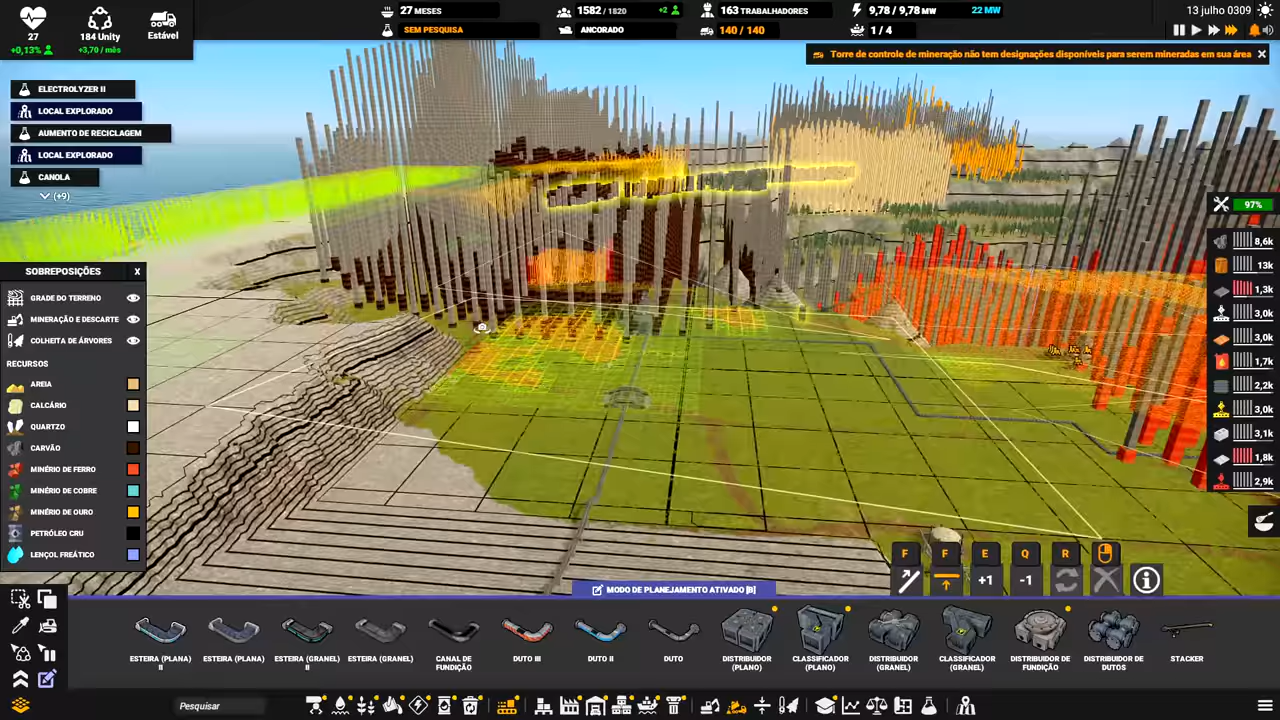 27
+0,13%
184 Unity
+3,70 / mês
Estável
27 MESES
SEM PESQUISA
1582 / 1820
+2
ANCORADO
163 TRABALHADORES
140 / 140
9,78 / 9,78 MW
22 MW
1 / 4
13 julho 0309
Torre de controle de mineração não tem designações disponíveis para serem mineradas em sua área
ELECTROLYZER II
LOCAL EXPLORADO
AUMENTO DE RECICLAGEM
LOCAL EXPLORADO
CANOLA
(+9)
97%
8,6k
13k
1,3k
3,0k
3,0k
1,7k
2,2k
3,0k
3,1k
1,8k
2,9k
SOBREPOSIÇÕES
x
GRADE DO TERRENO
MINERAÇÃO E DESCARTE
COLHEITA DE ÁRVORES
RECURSOS
AREIA
CALCÁRIO
QUARTZO
CARVÃO
MINÉRIO DE FERRO
MINÉRIO DE COBRE
MINÉRIO DE OURO
PETRÓLEO CRU
LENÇOL FREÁTICO
F
F
E
Q
R
+1
-1
MODO DE PLANEJAMENTO ATIVADO [B]
ESTEIRA (PLANA) II
ESTEIRA (PLANA)
ESTEIRA (GRANEL) II
ESTEIRA (GRANEL)
CANAL DE FUNDIÇÃO
DUTO III
DUTO II
DUTO
DISTRIBUIDOR (PLANO)
CLASSIFICADOR (PLANO)
DISTRIBUIDOR (GRANEL)
CLASSIFICADOR (GRANEL)
DISTRIBUIDOR DE FUNDIÇÃO
DISTRIBUIDOR DE DUTOS
STACKER
Pesquisar